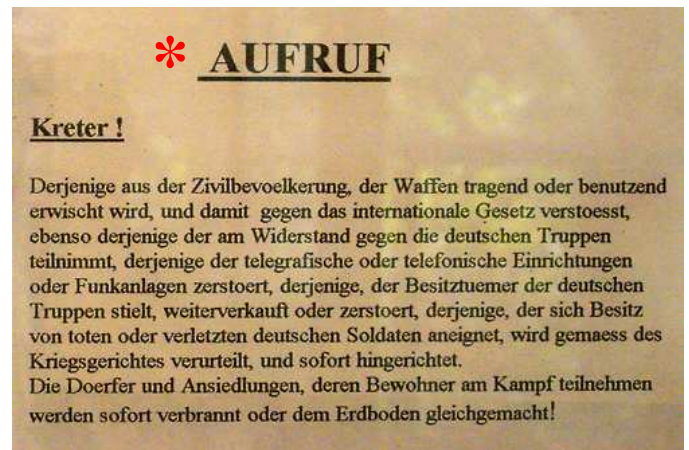 * AUFRUF
Kreter !
Derjenige aus der Zivilbevoelkerung, der Waffen tragend oder benutzend
erwischt wird, und damit gegen das internationale Gesetz verstoesst,
ebenso derjenige der am Widerstand gegen die deutschen Truppen
teilnimmt, derjenige der telegrafische oder telefonische Einrichtungen
oder Funkanlagen zerstoert, derjenige, der Besitztuemer der deutschen
Truppen stielt, weiterverkauft oder zerstoert, derjenige, der sich Besitz
von toten oder verletzten deutschen Soldaten aneignet, wird gemaess des
Kriegsgerichtes verurteilt, und sofort hingerichtet.
Die Doerfer und Ansiedlungen, deren Bewohner am Kampf teilnehmen
werden sofort verbrannt oder dem Erdboden gleichgemacht!